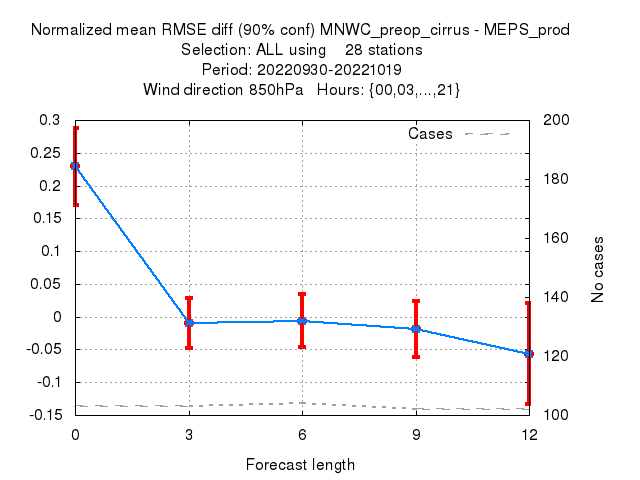 Normalized mean RMSE diff (90% conf) MNWC_preop_cirrus - MEPS_prod
Selection: ALL using 28 stations
Period: 20220930-20221019
Wind direction 850hPa Hours: {00,03,...,21}
Cases
0.3
0.25
0.2
0.15
0.1
0.05
0
-0.05
-0.1
-0.15
200
180
160
140
120
100
No cases
0 3 6 9 12
Forecast length